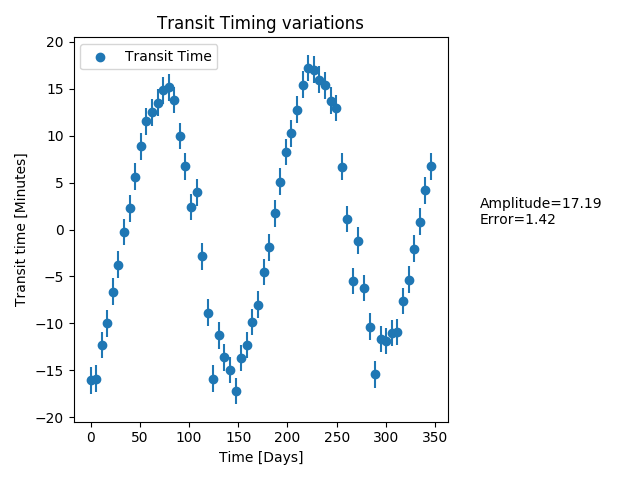 Transit Timing variations
Transit Time
Transit time [Minutes]
20
15
10
5
0
−5
−10
−15
−20
0
50
100
150
200
250
300
350
Time [Days]
Amplitude=17.19
Error=1.42